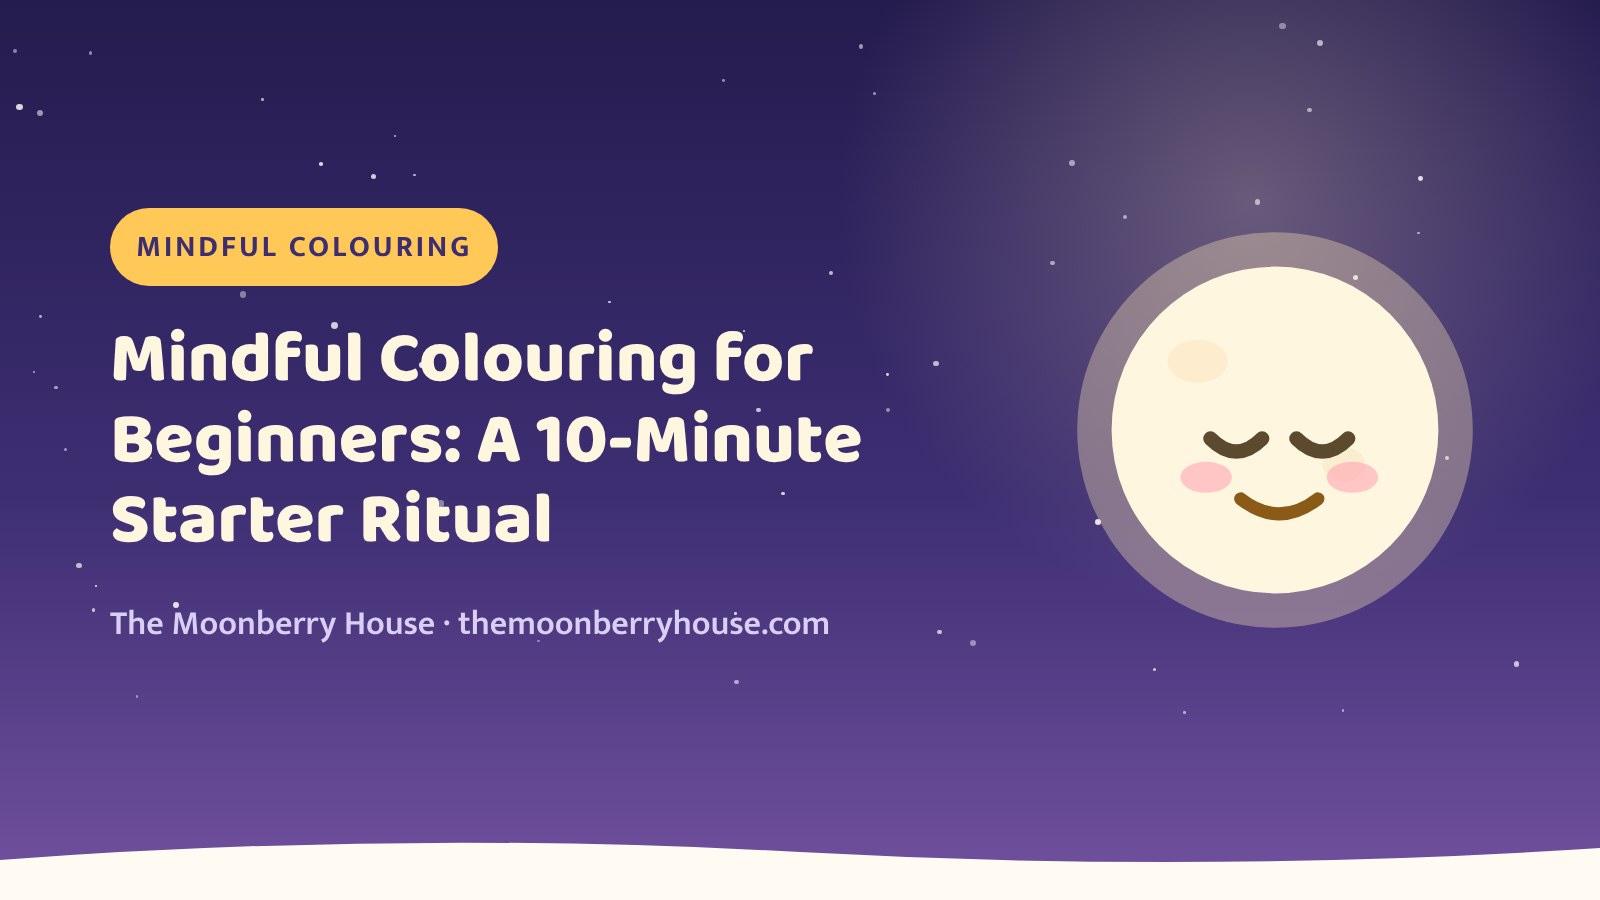 MINDFUL COLOURING
Mindful Colouring for
Beginners: A 10-Minute
Starter Ritual
The Moonberry House · themoonberryhouse.com